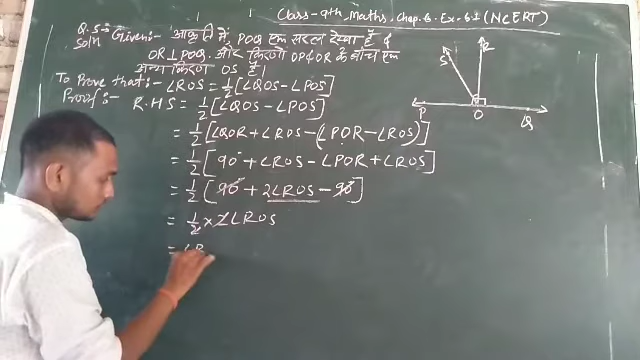 Class-9th, Maths, Chap. 6. Ex-6.1 (NCERT)
Q.5:- Given:- आकृति में, POQ एक सरल रेखा है &
Solⁿ OR⊥POQ. और किरणों OP&OR के बीच एक
अन्य किरण OS है।
To Prove that:- ∠ROS = 1/2 [∠QOS - ∠POS]
Proof:- R.H.S = 1/2 [∠QOS - ∠POS]
= 1/2 [∠QOR + ∠ROS - (∠POR - ∠ROS)]
= 1/2 [90° + ∠ROS - ∠POR + ∠ROS]
= 1/2 [90° + 2∠ROS - 90°]
= 1/2 × 2∠ROS
= ∠R
S R
P O Q